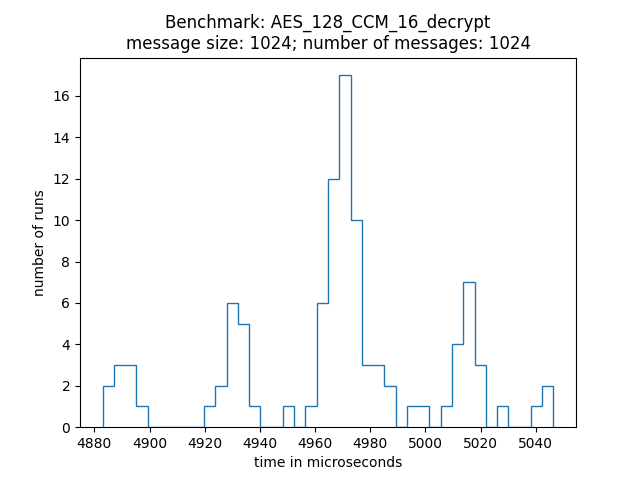 Benchmark: AES_128_CCM_16_decrypt
message size: 1024; number of messages: 1024
number of runs
16
14
12
10
8
6
4
2
0
4880 4900 4920 4940 4960 4980 5000 5020 5040
time in microseconds